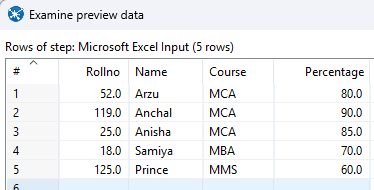 Examine preview data
Rows of step: Microsoft Excel Input (5 rows)
# Rollno Name Course Percentage
1 52.0 Arzu MCA 80.0
2 119.0 Anchal MCA 90.0
3 25.0 Anisha MCA 85.0
4 18.0 Samiya MBA 70.0
5 125.0 Prince MMS 60.0
6